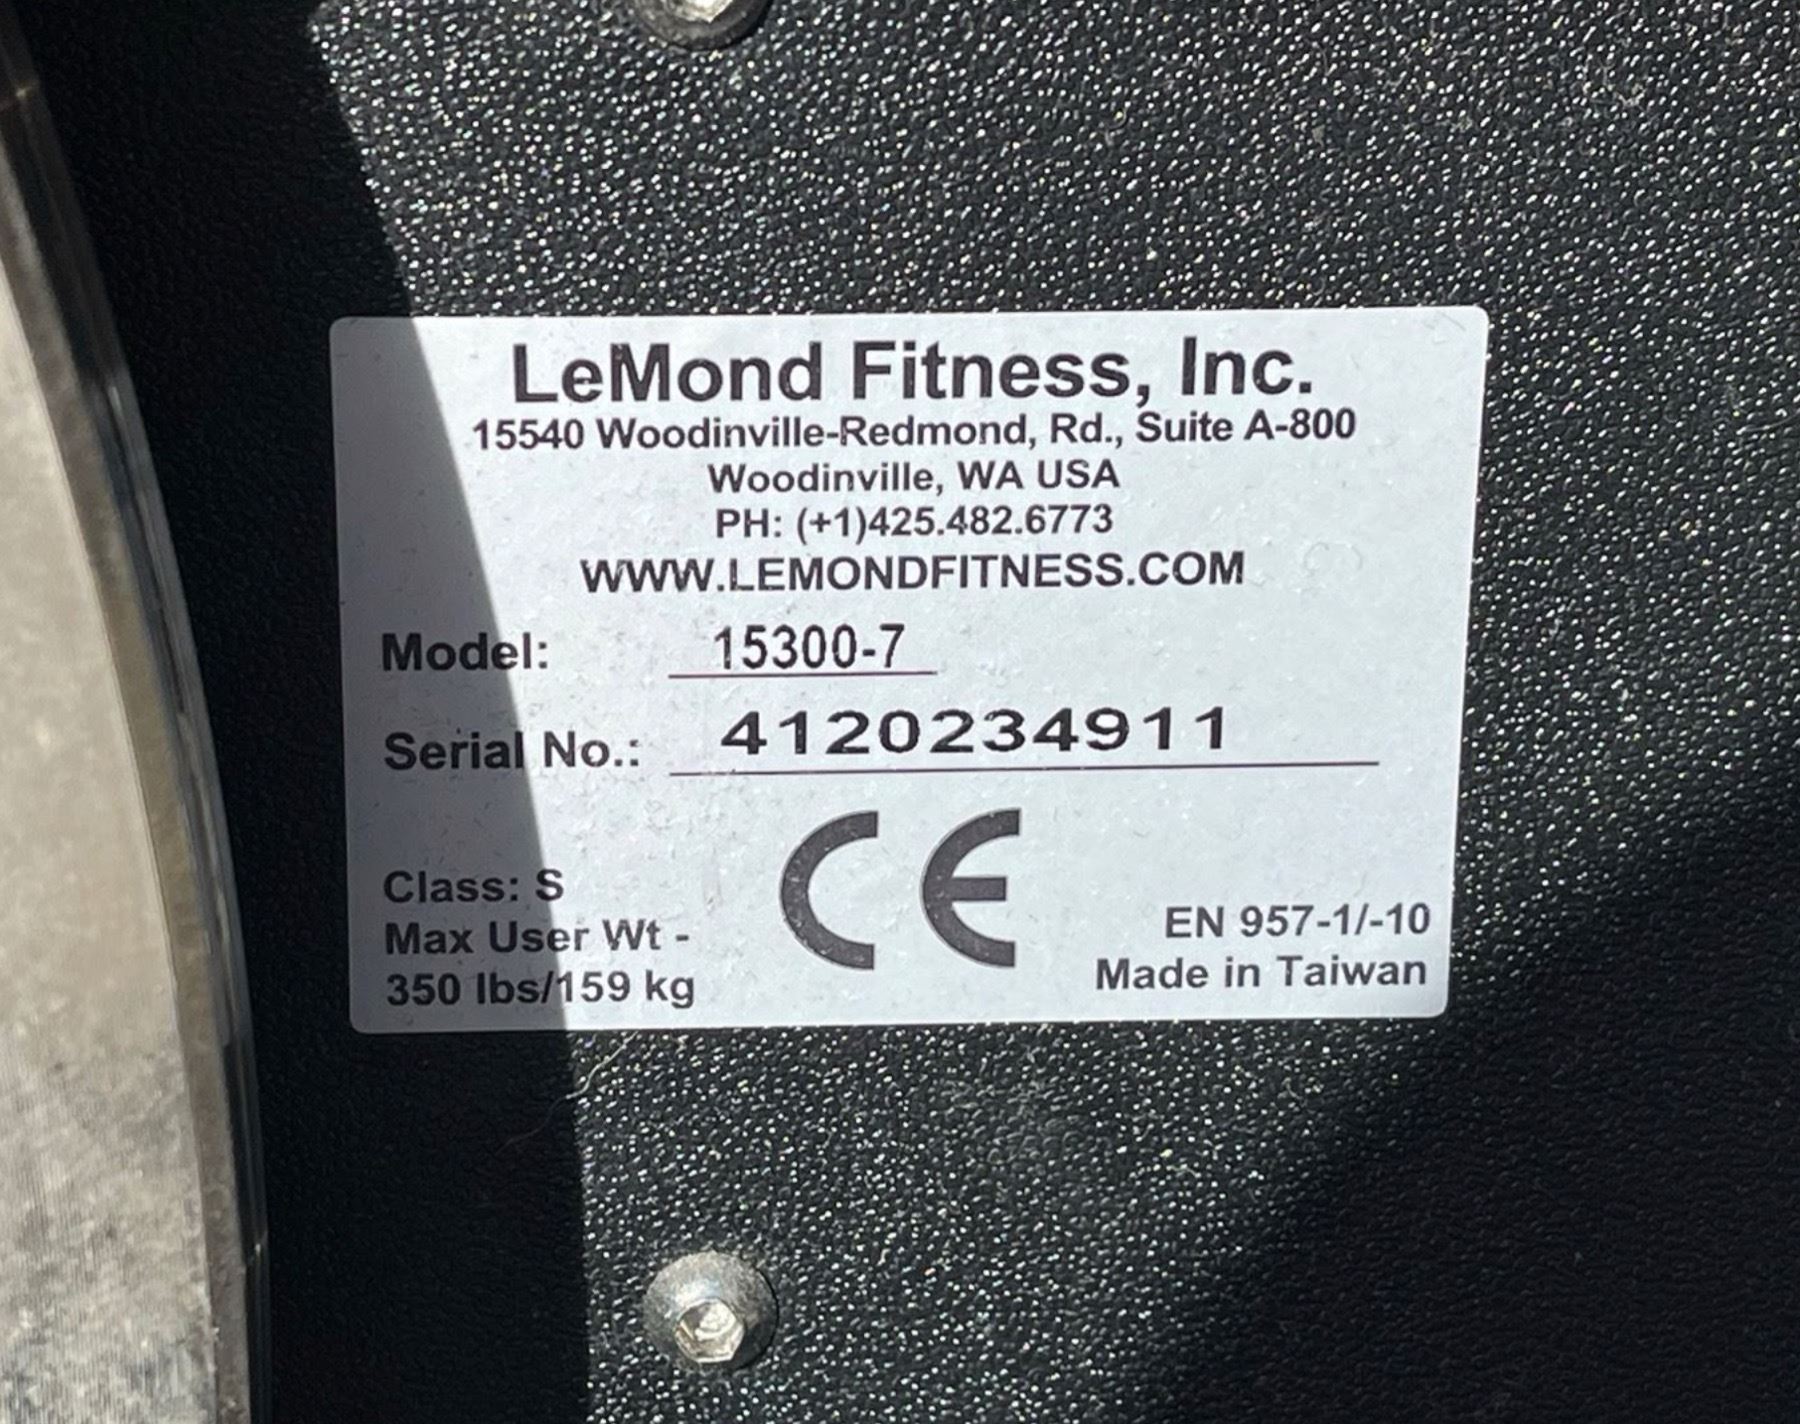 LeMond Fitness, Inc.
15540 Woodinville-Redmond, Rd., Suite A-800
Woodinville, WA USA
PH: (+1)425.482.6773
WWW.LEMONDFITNESS.COM
Model: 15300-7
Serial No.: 4120234911
Class: S
Max User Wt -
350 lbs/159 kg
CE
EN 957-1/-10
Made in Taiwan